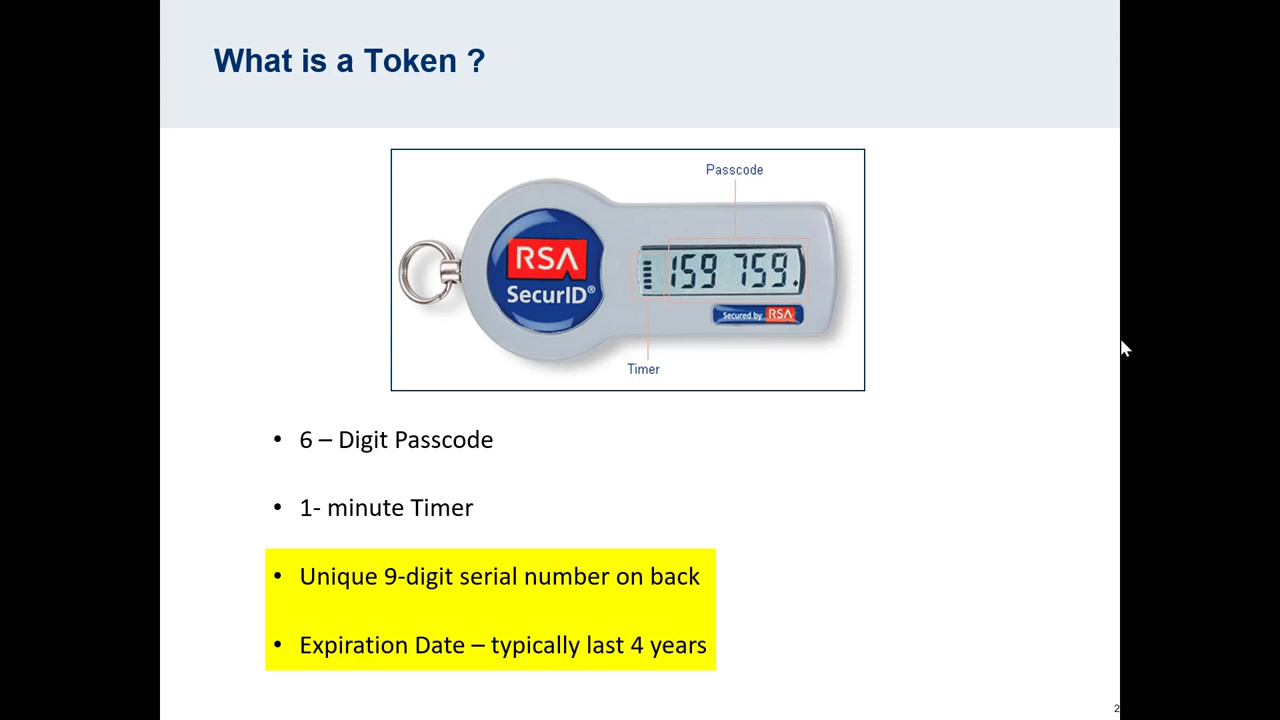 What is a Token ?
Passcode
RSA
SecurID®
159 759.
Secured by RSA
Timer
• 6 – Digit Passcode
• 1- minute Timer
• Unique 9-digit serial number on back
• Expiration Date – typically last 4 years
2